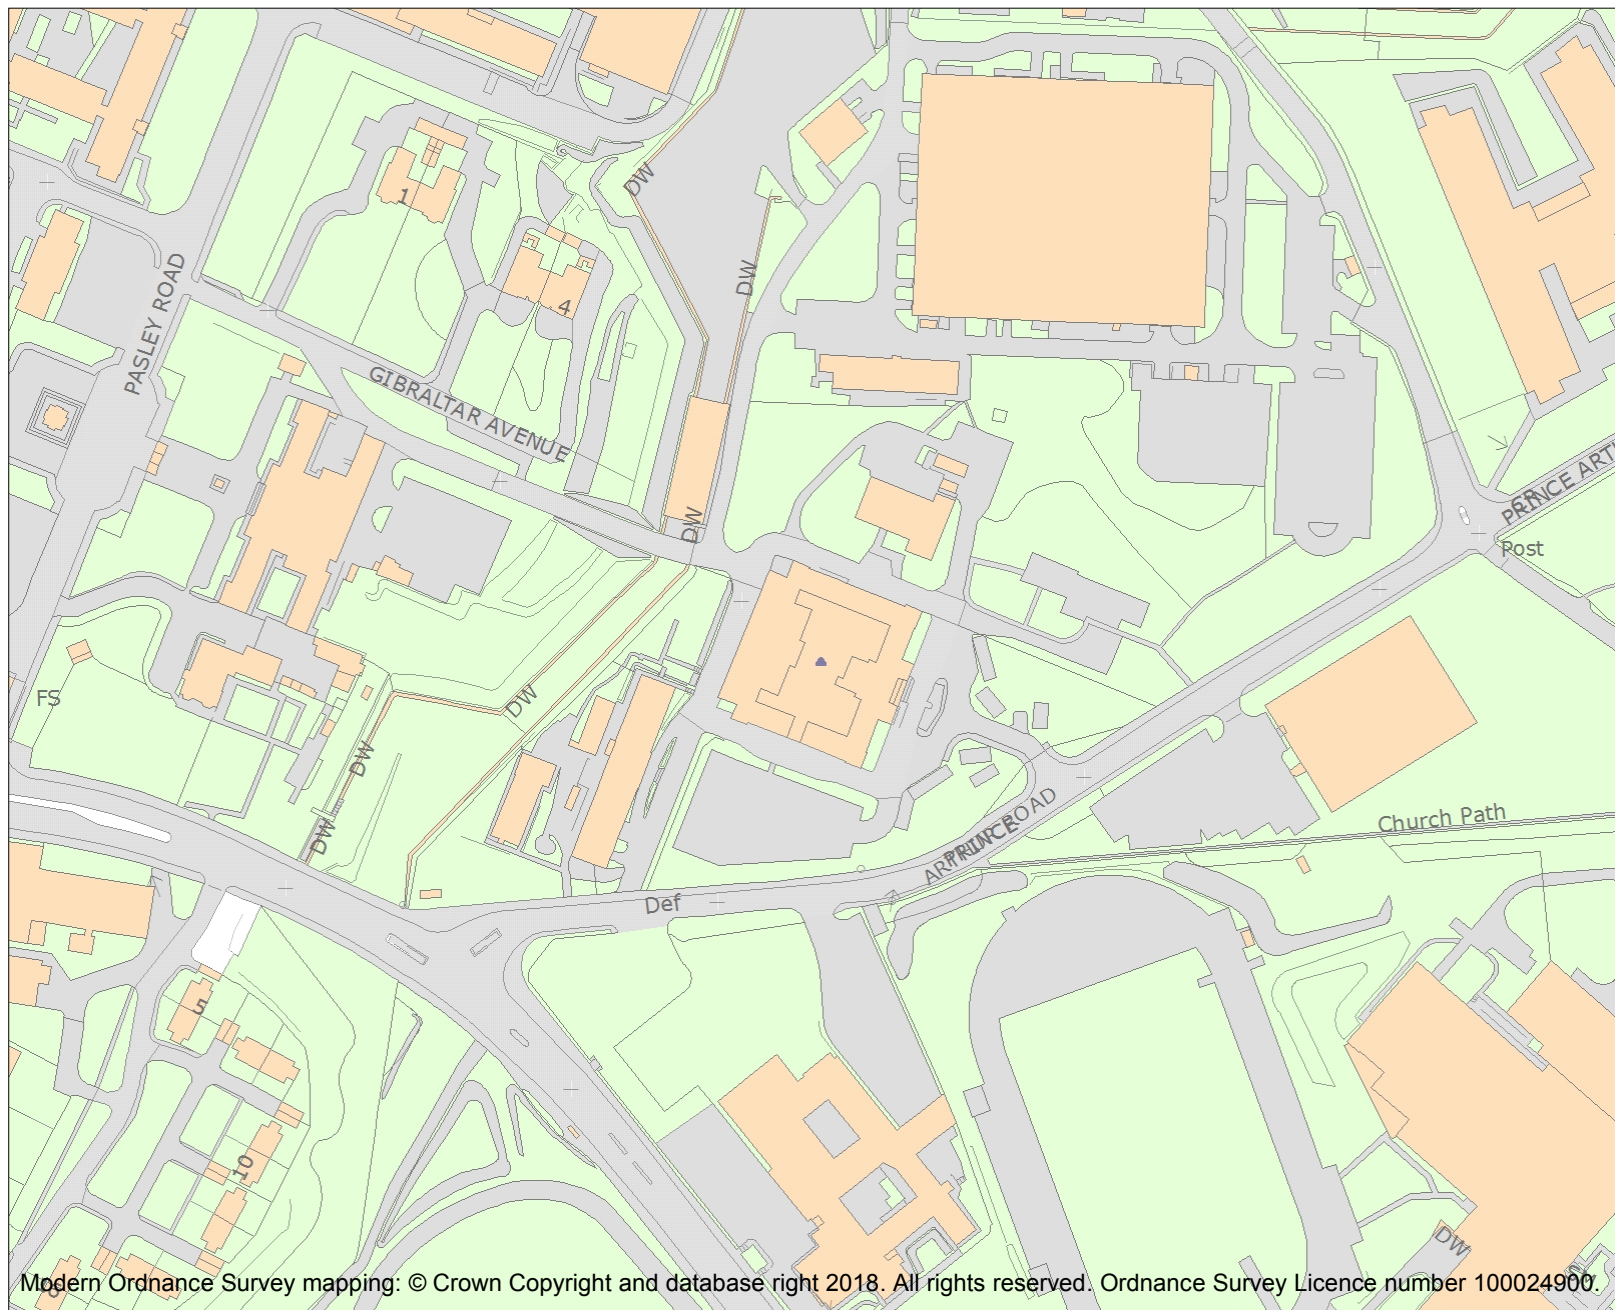 DW
1
4
DW
PASLEY ROAD
GIBRALTAR AVENUE
DW
PRINCE ARTH
Post
FS
DW
DW
DW
Church Path
PRINCE
ARTHUR ROAD
Def
5
10
DW
Modern Ordnance Survey mapping: © Crown Copyright and database right 2018. All rights reserved. Ordnance Survey Licence number 100024900.